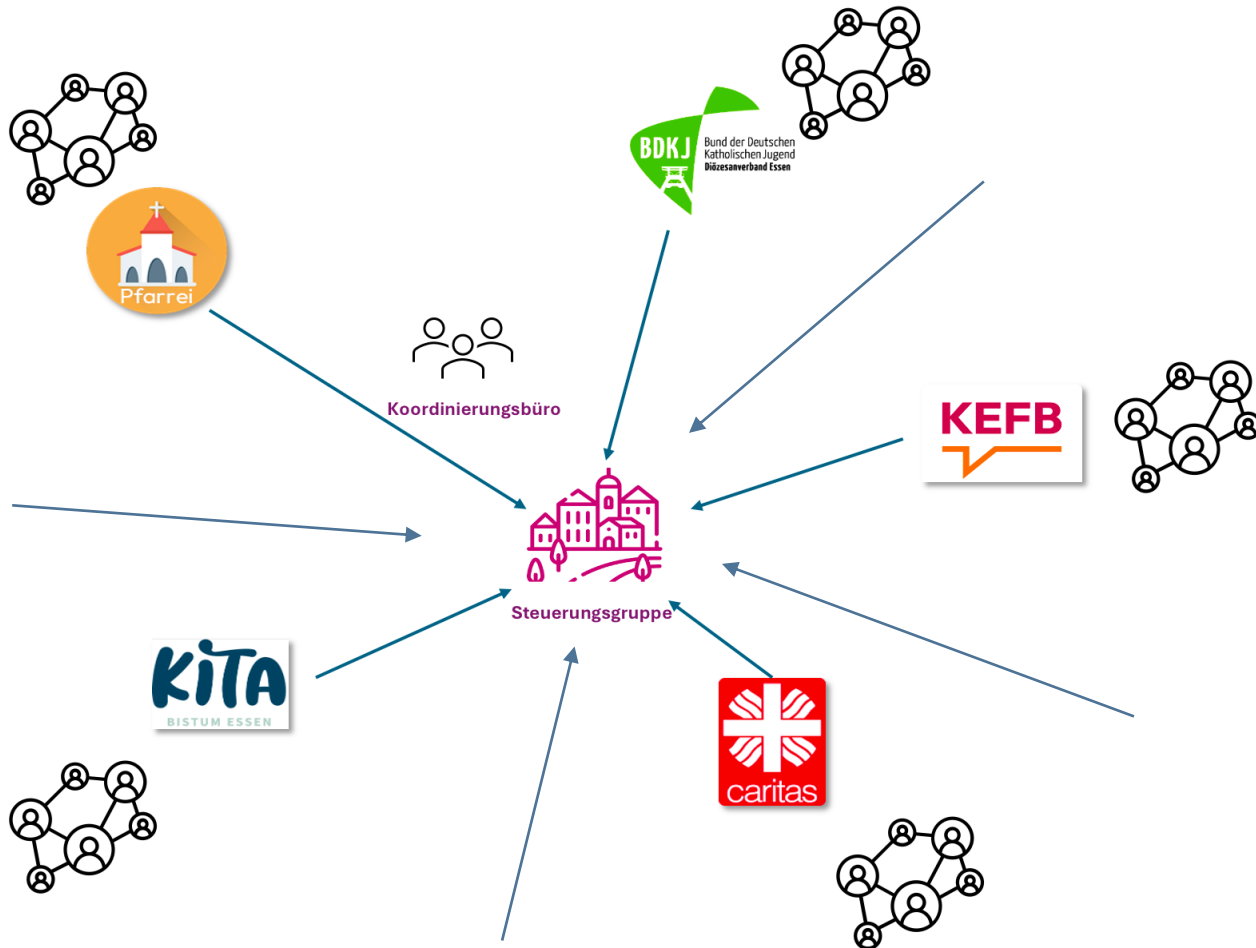 BDKJ
Bund der Deutschen
Katholischen Jugend
Diözesanverband Essen
Pfarrei
Koordinierungsbüro
KEFB
Steuerungsgruppe
KiTA
BISTUM ESSEN
caritas